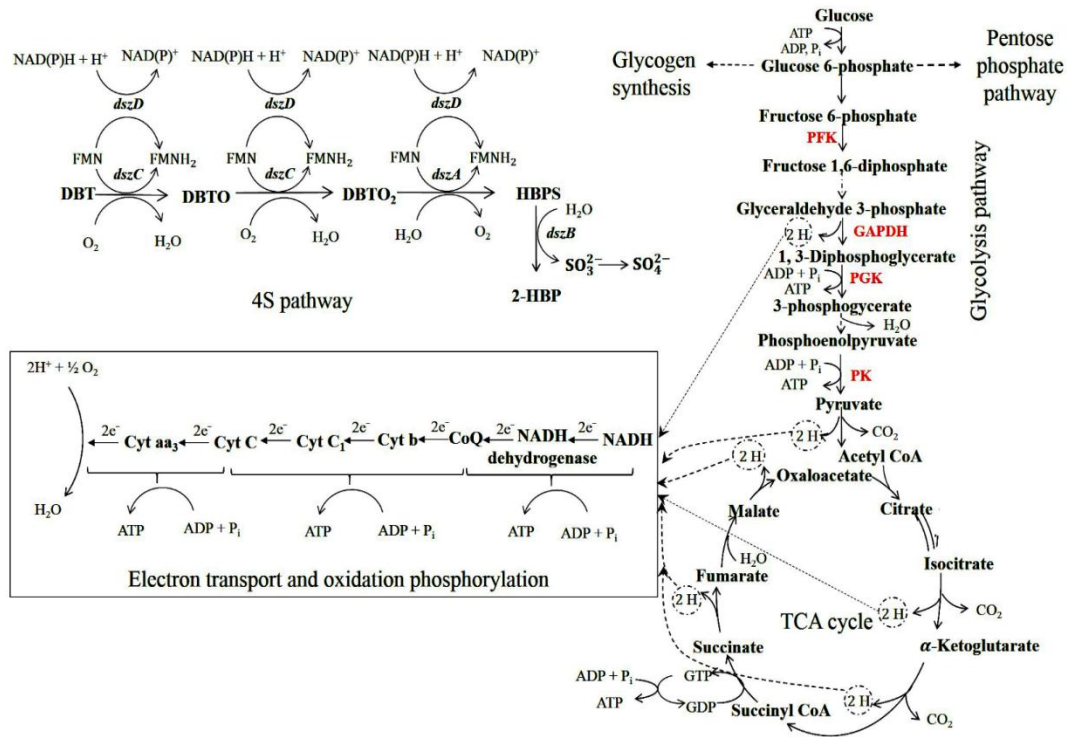 NAD(P)H + H⁺ NAD(P)⁺ NAD(P)H + H⁺ NAD(P)⁺ NAD(P)H + H⁺ NAD(P)⁺
dszD dszD dszD
FMN FMNH₂ FMN FMNH₂ FMN FMNH₂
dszC dszC dszA
DBT DBTO DBTO₂ HBPS
O₂ H₂O O₂ H₂O H₂O O₂
H₂O
dszB
SO₃²⁻ → SO₄²⁻
2-HBP
4S pathway
Glucose
ATP
ADP, Pᵢ
Glycogen
synthesis
Glucose 6-phosphate
Pentose
phosphate
pathway
Fructose 6-phosphate
PFK
Fructose 1,6-diphosphate
Glyceraldehyde 3-phosphate
2 H
GAPDH
1, 3-Diphosphoglycerate
ADP + Pᵢ
PGK
ATP
3-phosphogycerate
H₂O
Phosphoenolpyruvate
ADP + Pᵢ
PK
ATP
Pyruvate
Glycolysis pathway
2 H
CO₂
Acetyl CoA
2 H
Oxaloacetate
Malate
Citrate
H₂O
Fumarate
Isocitrate
2 H
2 H
CO₂
TCA cycle
Succinate
α-Ketoglutarate
ADP + Pᵢ
GTP
ATP
GDP
Succinyl CoA
2 H
CO₂
2H⁺ + ½ O₂
2e⁻ 2e⁻ 2e⁻ 2e⁻ 2e⁻ 2e⁻ 2e⁻
Cyt aa₃ Cyt C Cyt C₁ Cyt b CoQ NADH NADH
dehydrogenase
H₂O
ATP ADP + Pᵢ ATP ADP + Pᵢ ATP ADP + Pᵢ
Electron transport and oxidation phosphorylation